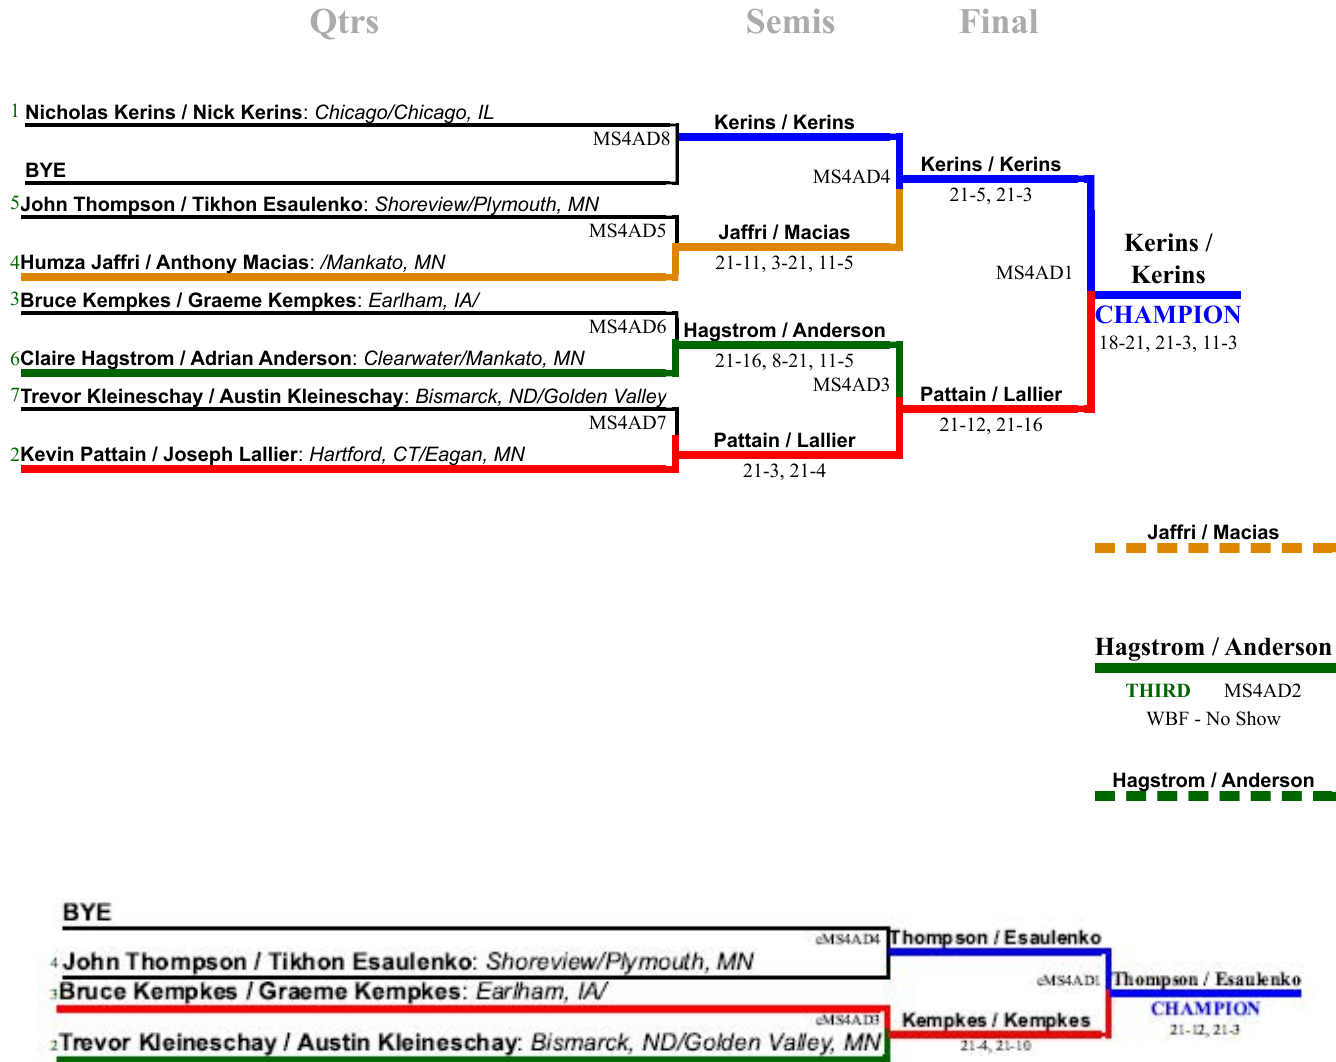 Qtrs Semis Final
1 Nicholas Kerins / Nick Kerins: Chicago/Chicago, IL
Kerins / Kerins
MS4AD8
BYE
MS4AD4
Kerins / Kerins
21-5, 21-3
5 John Thompson / Tikhon Esaulenko: Shoreview/Plymouth, MN
MS4AD5
Jaffri / Macias
21-11, 3-21, 11-5
4 Humza Jaffri / Anthony Macias: /Mankato, MN
MS4AD1
Kerins /
Kerins
CHAMPION
18-21, 21-3, 11-3
3 Bruce Kempkes / Graeme Kempkes: Earlham, IA/
MS4AD6
Hagstrom / Anderson
21-16, 8-21, 11-5
6 Claire Hagstrom / Adrian Anderson: Clearwater/Mankato, MN
MS4AD3
Pattain / Lallier
21-12, 21-16
7 Trevor Kleineschay / Austin Kleineschay: Bismarck, ND/Golden Valley
MS4AD7
Pattain / Lallier
21-3, 21-4
2 Kevin Pattain / Joseph Lallier: Hartford, CT/Eagan, MN
Jaffri / Macias
Hagstrom / Anderson
THIRD MS4AD2
WBF - No Show
Hagstrom / Anderson
BYE
cMS4AD4
Thompson / Esaulenko
4 John Thompson / Tikhon Esaulenko: Shoreview/Plymouth, MN
cMS4AD1
Thompson / Esaulenko
CHAMPION
21-12, 21-3
3 Bruce Kempkes / Graeme Kempkes: Earlham, IA/
cMS4AD3
Kempkes / Kempkes
21-4, 21-10
2 Trevor Kleineschay / Austin Kleineschay: Bismarck, ND/Golden Valley, MN